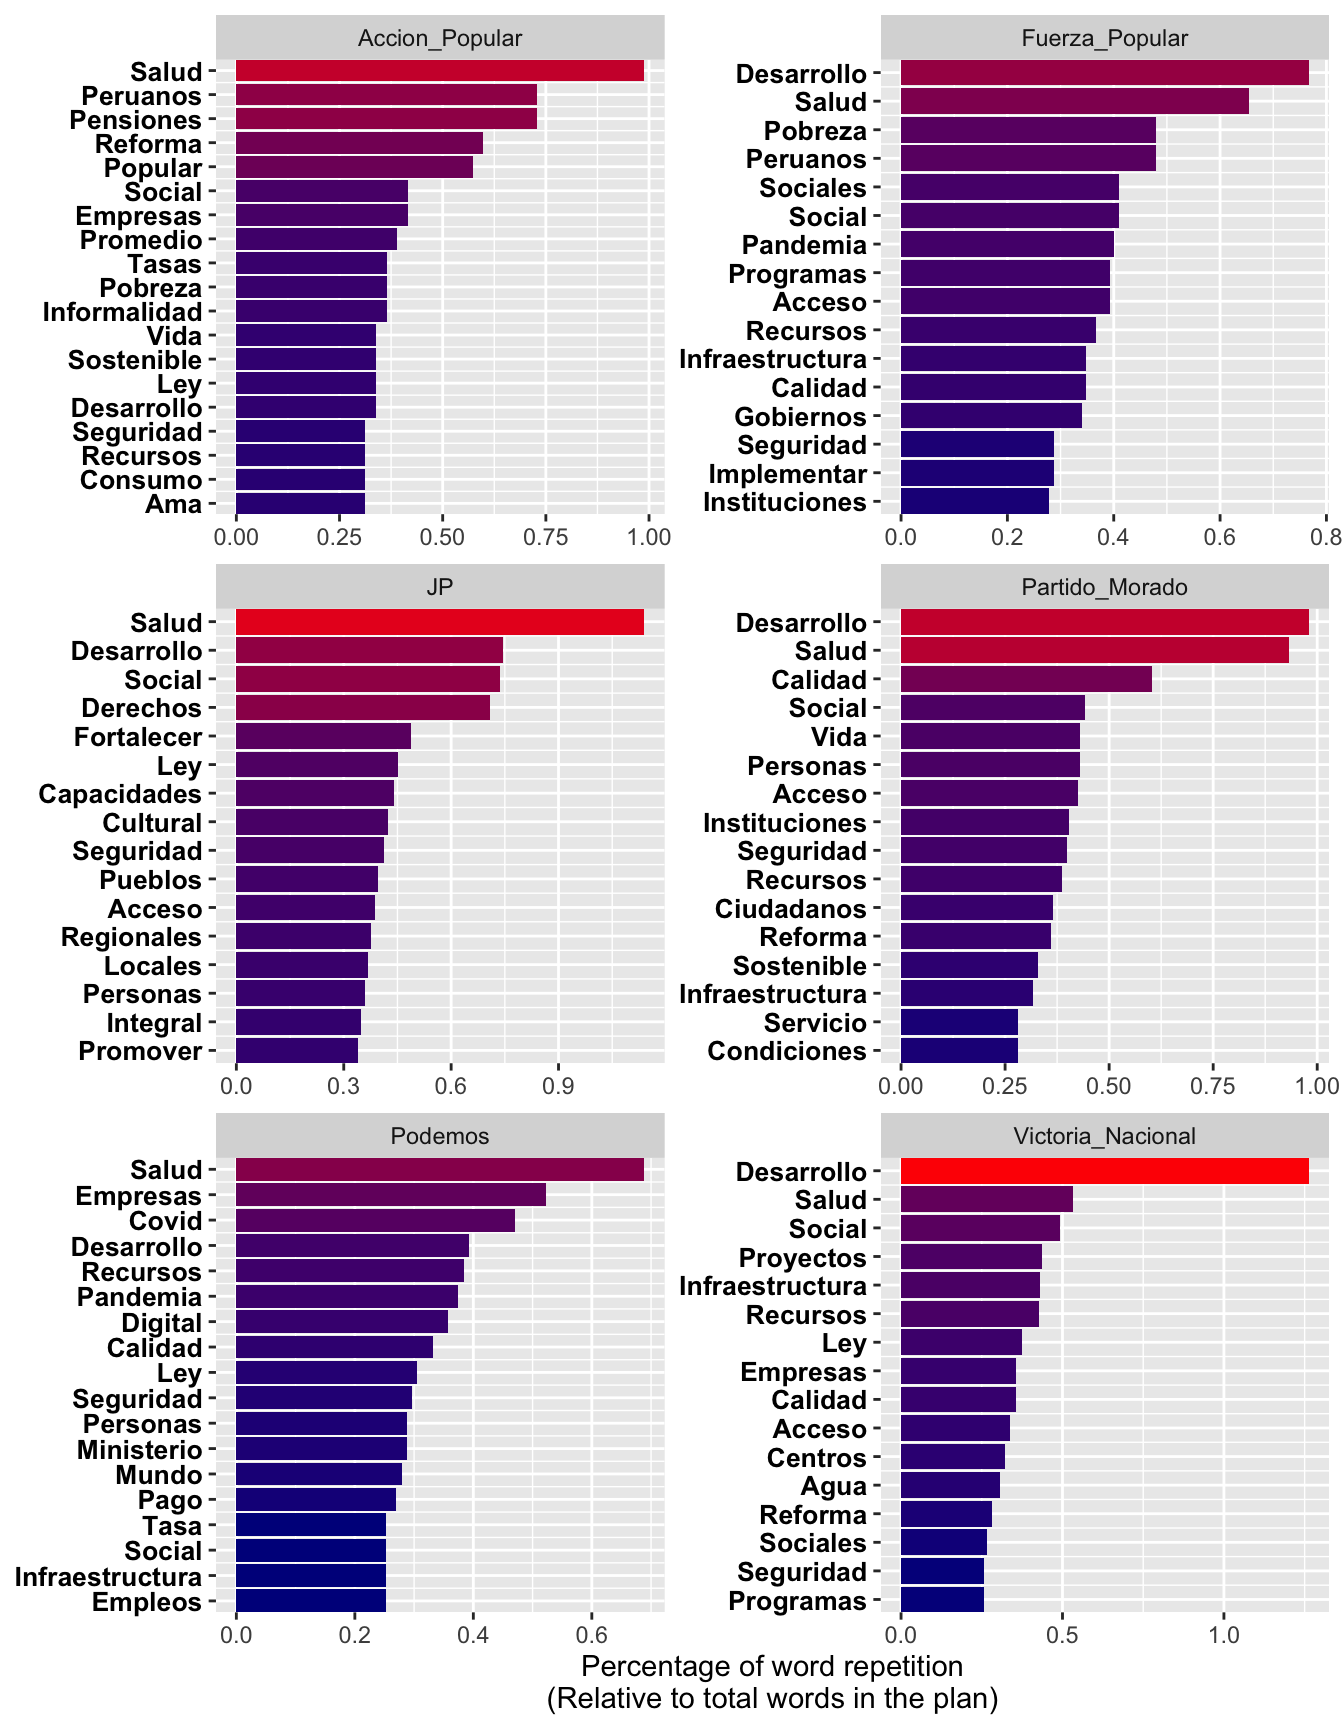 Accion_Popular
Salud
Peruanos
Pensiones
Reforma
Popular
Social
Empresas
Promedio
Tasas
Pobreza
Informalidad
Vida
Sostenible
Ley
Desarrollo
Seguridad
Recursos
Consumo
Ama
0.00 0.25 0.50 0.75 1.00
Fuerza_Popular
Desarrollo
Salud
Pobreza
Peruanos
Sociales
Social
Pandemia
Programas
Acceso
Recursos
Infraestructura
Calidad
Gobiernos
Seguridad
Implementar
Instituciones
0.0 0.2 0.4 0.6 0.8
JP
Salud
Desarrollo
Social
Derechos
Fortalecer
Ley
Capacidades
Cultural
Seguridad
Pueblos
Acceso
Regionales
Locales
Personas
Integral
Promover
0.0 0.3 0.6 0.9
Partido_Morado
Desarrollo
Salud
Calidad
Social
Vida
Personas
Acceso
Instituciones
Seguridad
Recursos
Ciudadanos
Reforma
Sostenible
Infraestructura
Servicio
Condiciones
0.00 0.25 0.50 0.75 1.00
Podemos
Salud
Empresas
Covid
Desarrollo
Recursos
Pandemia
Digital
Calidad
Ley
Seguridad
Personas
Ministerio
Mundo
Pago
Tasa
Social
Infraestructura
Empleos
0.0 0.2 0.4 0.6
Victoria_Nacional
Desarrollo
Salud
Social
Proyectos
Infraestructura
Recursos
Ley
Empresas
Calidad
Acceso
Centros
Agua
Reforma
Sociales
Seguridad
Programas
0.0 0.5 1.0
Percentage of word repetition
(Relative to total words in the plan)